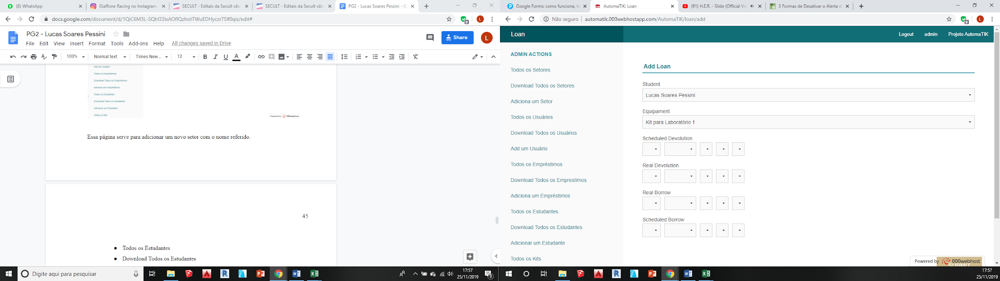 (8) WhatsApp
Giaffone Racing no Instagram:
SECULT - Editais da Secult vão
SECULT - Editais da Secult vão
PG2 - Lucas Soares Pessini - G
docs.google.com/document/d/1QiC6M3L-SQhI33IxAOfIQzhotTWuEDHyczr75If0qis/edit#
0
L
PG2 - Lucas Soares Pessini
File Edit View Insert Format Tools Add-ons Help All changes saved in Drive
Share
L
100% Normal text Times New... 12 B I U A
Add um Usuário
Todos os Empréstimos
Download Todos os Emprestimos
Adiciona um Empréstimos
Todos os Estudantes
Download Todos os Estudantes
Adicionar um Estudante
Todos os Kits
Powered by 000webhost
Essa página serve para adicionar um novo setor com o nome referido.
45
● Todos os Estudantes
● Download Todos os Estudantes
Digite aqui para pesquisar
17:57
25/11/2019
3
Google Forms: como funciona, te
AutomaTIK: Loan
(91) H.E.R. - Slide (Official Vid
3 Formas de Desativar o Alerta d
Não seguro | automatik.000webhostapp.com/AutomaTIK/loan/add
0
L
Loan
Logout admin Projeto AutomaTIK
ADMIN ACTIONS
Todos os Setores
Download Todos os Setores
Adiciona um Setor
Todos os Usuários
Download Todos os Usuários
Add um Usuário
Todos os Empréstimos
Download Todos os Emprestimos
Adiciona um Empréstimos
Todos os Estudantes
Download Todos os Estudantes
Adicionar um Estudante
Todos os Kits
Add Loan
Student
Lucas Soares Pessini
Equipament
Kit para Laboratório 1
Scheduled Devolution
Real Devolution
Real Borrow
Scheduled Borrow
Powered by 000webhost
SUBMIT
17:57
25/11/2019